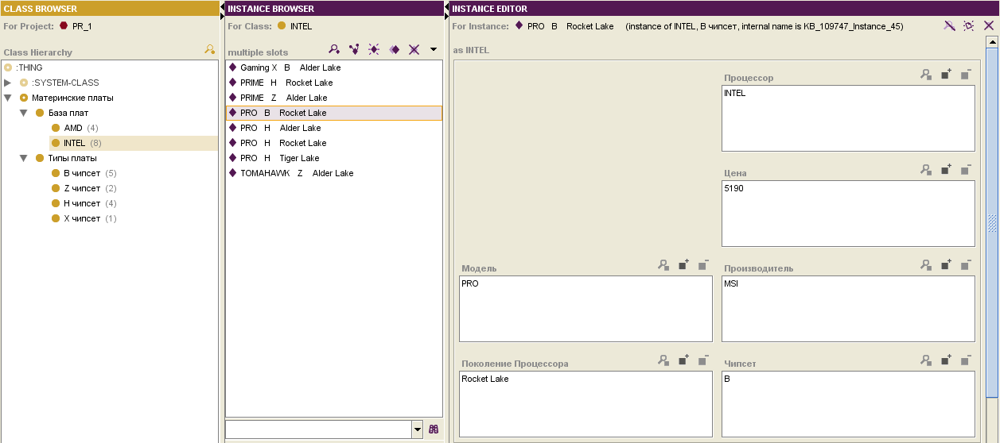 CLASS BROWSER
For Project: PR_1
Class Hierarchy
:THING
:SYSTEM-CLASS
Материнские платы
База плат
AMD (4)
INTEL (8)
Типы платы
B чипсет (5)
Z чипсет (2)
H чипсет (4)
X чипсет (1)
INSTANCE BROWSER
For Class: INTEL
multiple slots
Gaming X B Alder Lake
PRIME H Rocket Lake
PRIME Z Alder Lake
PRO B Rocket Lake
PRO H Alder Lake
PRO H Rocket Lake
PRO H Tiger Lake
TOMAHAWK Z Alder Lake
INSTANCE EDITOR
For Instance: PRO B Rocket Lake (instance of INTEL, B чипсет, internal name is KB_109747_Instance_45)
as INTEL
Процессор
INTEL
Цена
5190
Модель
PRO
Производитель
MSI
Поколение Процессора
Rocket Lake
Чипсет
B